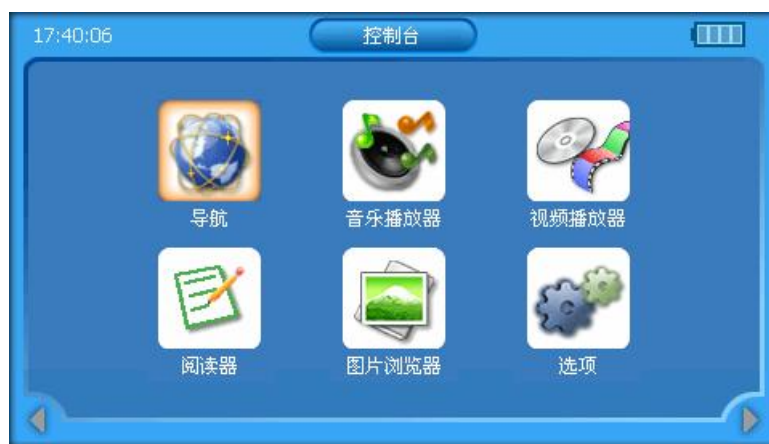 17:40:06
控制台
导航
音乐播放器
视频播放器
阅读器
图片浏览器
选项